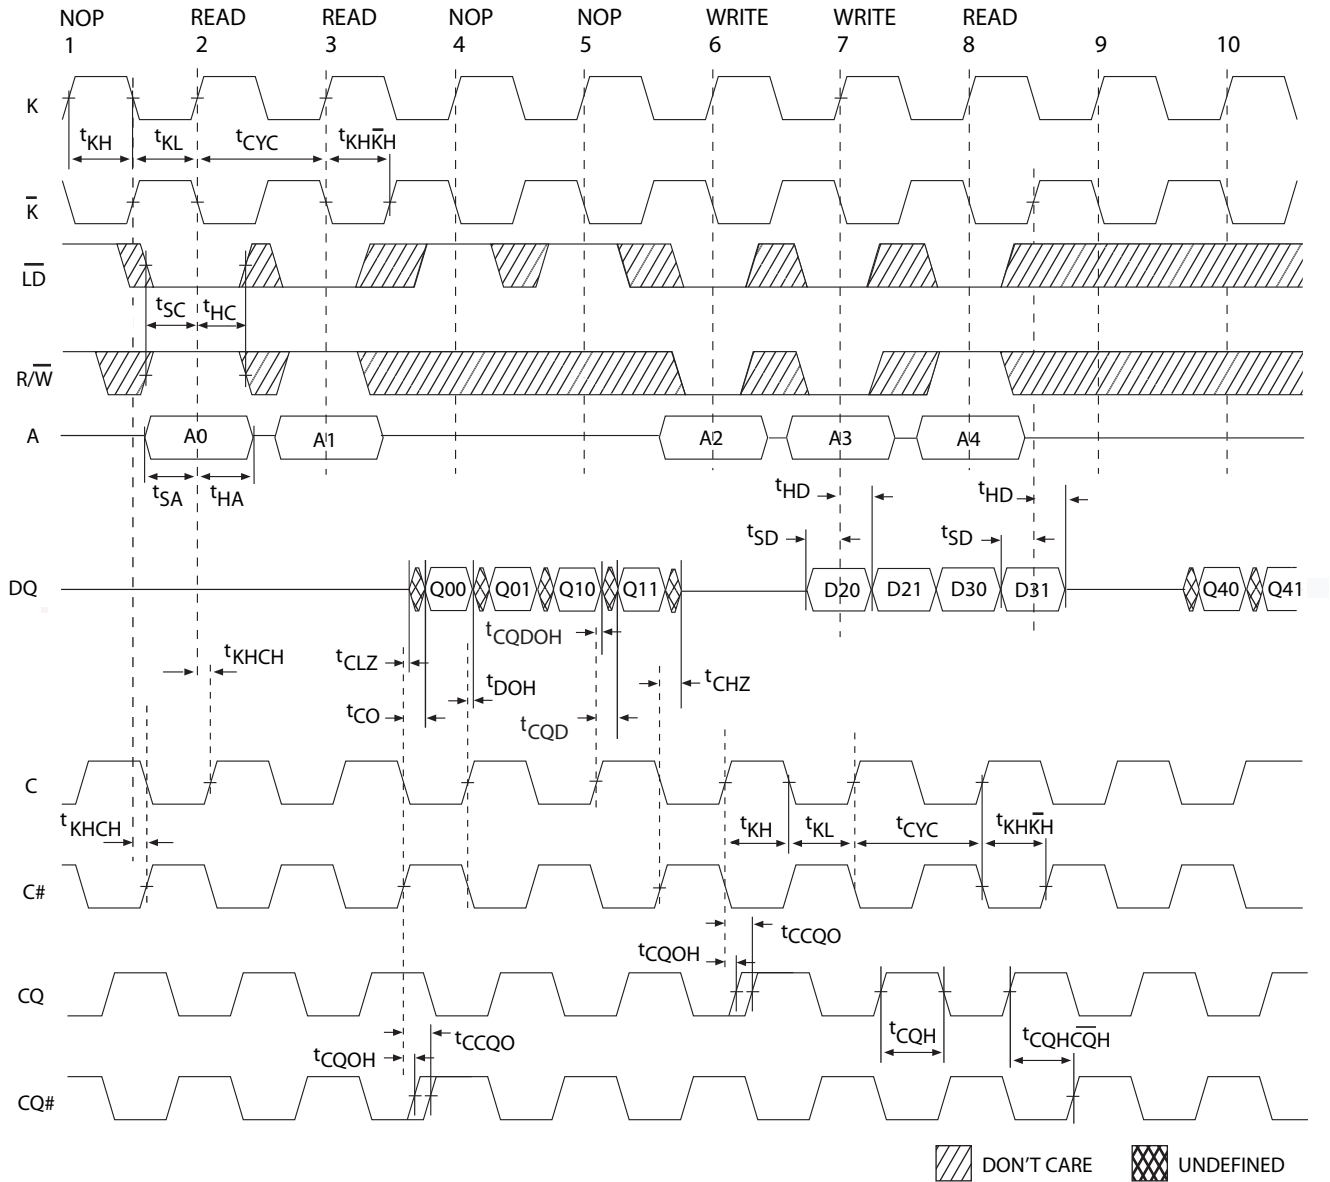 NOP READ READ NOP NOP WRITE WRITE READ
1 2 3 4 5 6 7 8 9 10
K
tKH tKL tCYC tKHK̅H
K̅
L̅D̅
tSC tHC
R/W̅
A A0 A1 A2 A3 A4
tSA tHA tHD tHD
tSD tSD
DQ Q00 Q01 Q10 Q11 D20 D21 D30 D31 Q40 Q41
tCQDOH
tKHCH tCLZ tDOH tCHZ
tCO tCQD
C
tKHCH tKH tKL tCYC tKHK̅H
C#
tCCQO
tCQOH
CQ
tCCQO tCQH tCQHC̅Q̅H
tCQOH
CQ#
DON'T CARE UNDEFINED